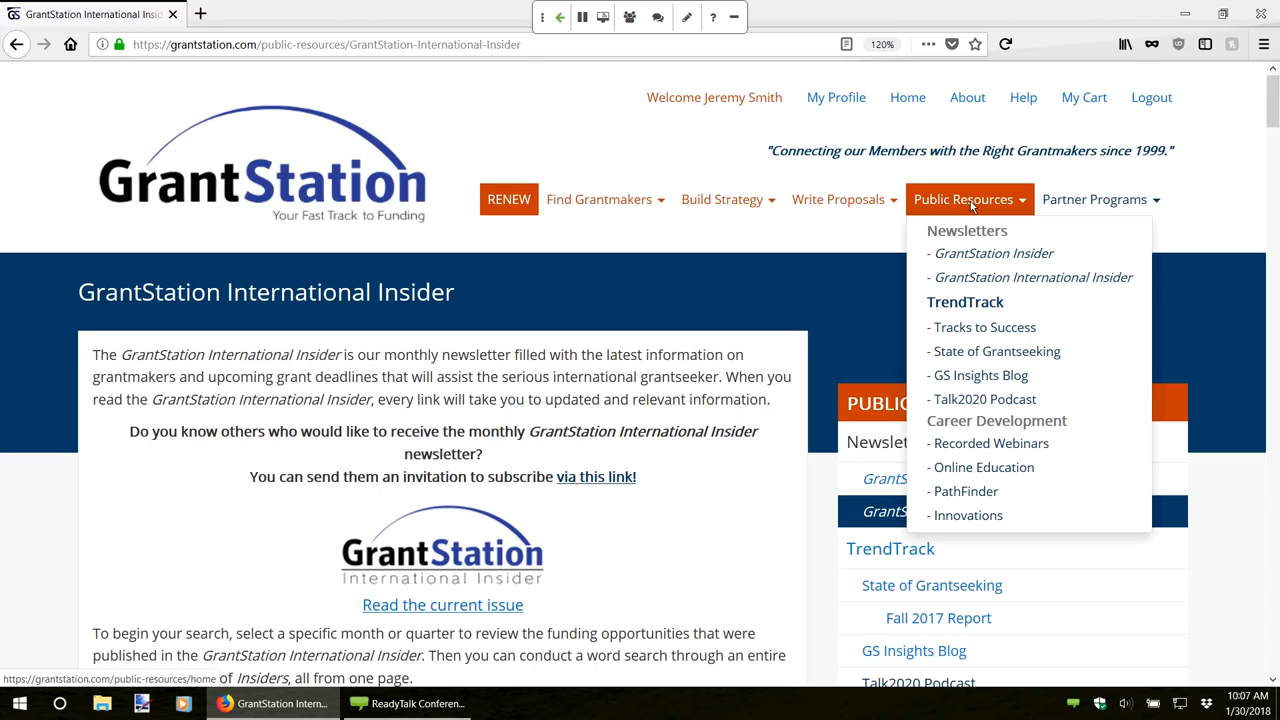 GrantStation International Insid
https://grantstation.com/public-resources/GrantStation-International-Insider
120%
Welcome Jeremy Smith My Profile Home About Help My Cart Logout
"Connecting our Members with the Right Grantmakers since 1999."
GrantStation
Your Fast Track to Funding
RENEW Find Grantmakers Build Strategy Write Proposals Public Resources Partner Programs
Newsletters
- GrantStation Insider
- GrantStation International Insider
TrendTrack
- Tracks to Success
- State of Grantseeking
- GS Insights Blog
- Talk2020 Podcast
Career Development
- Recorded Webinars
- Online Education
- PathFinder
- Innovations
GrantStation International Insider
The GrantStation International Insider is our monthly newsletter filled with the latest information on
grantmakers and upcoming grant deadlines that will assist the serious international grantseeker. When you
read the GrantStation International Insider, every link will take you to updated and relevant information.
Do you know others who would like to receive the monthly GrantStation International Insider
newsletter?
You can send them an invitation to subscribe via this link!
GrantStation
International Insider
Read the current issue
To begin your search, select a specific month or quarter to review the funding opportunities that were
published in the GrantStation International Insider. Then you can conduct a word search through an entire
of Insiders, all from one page.
PUBLIC
Newslet
GrantS
GrantS
TrendTrack
State of Grantseeking
Fall 2017 Report
GS Insights Blog
Talk2020 Podcast
https://grantstation.com/public-resources/home
GrantStation Intern...
ReadyTalk Conferen...
10:07 AM
1/30/2018